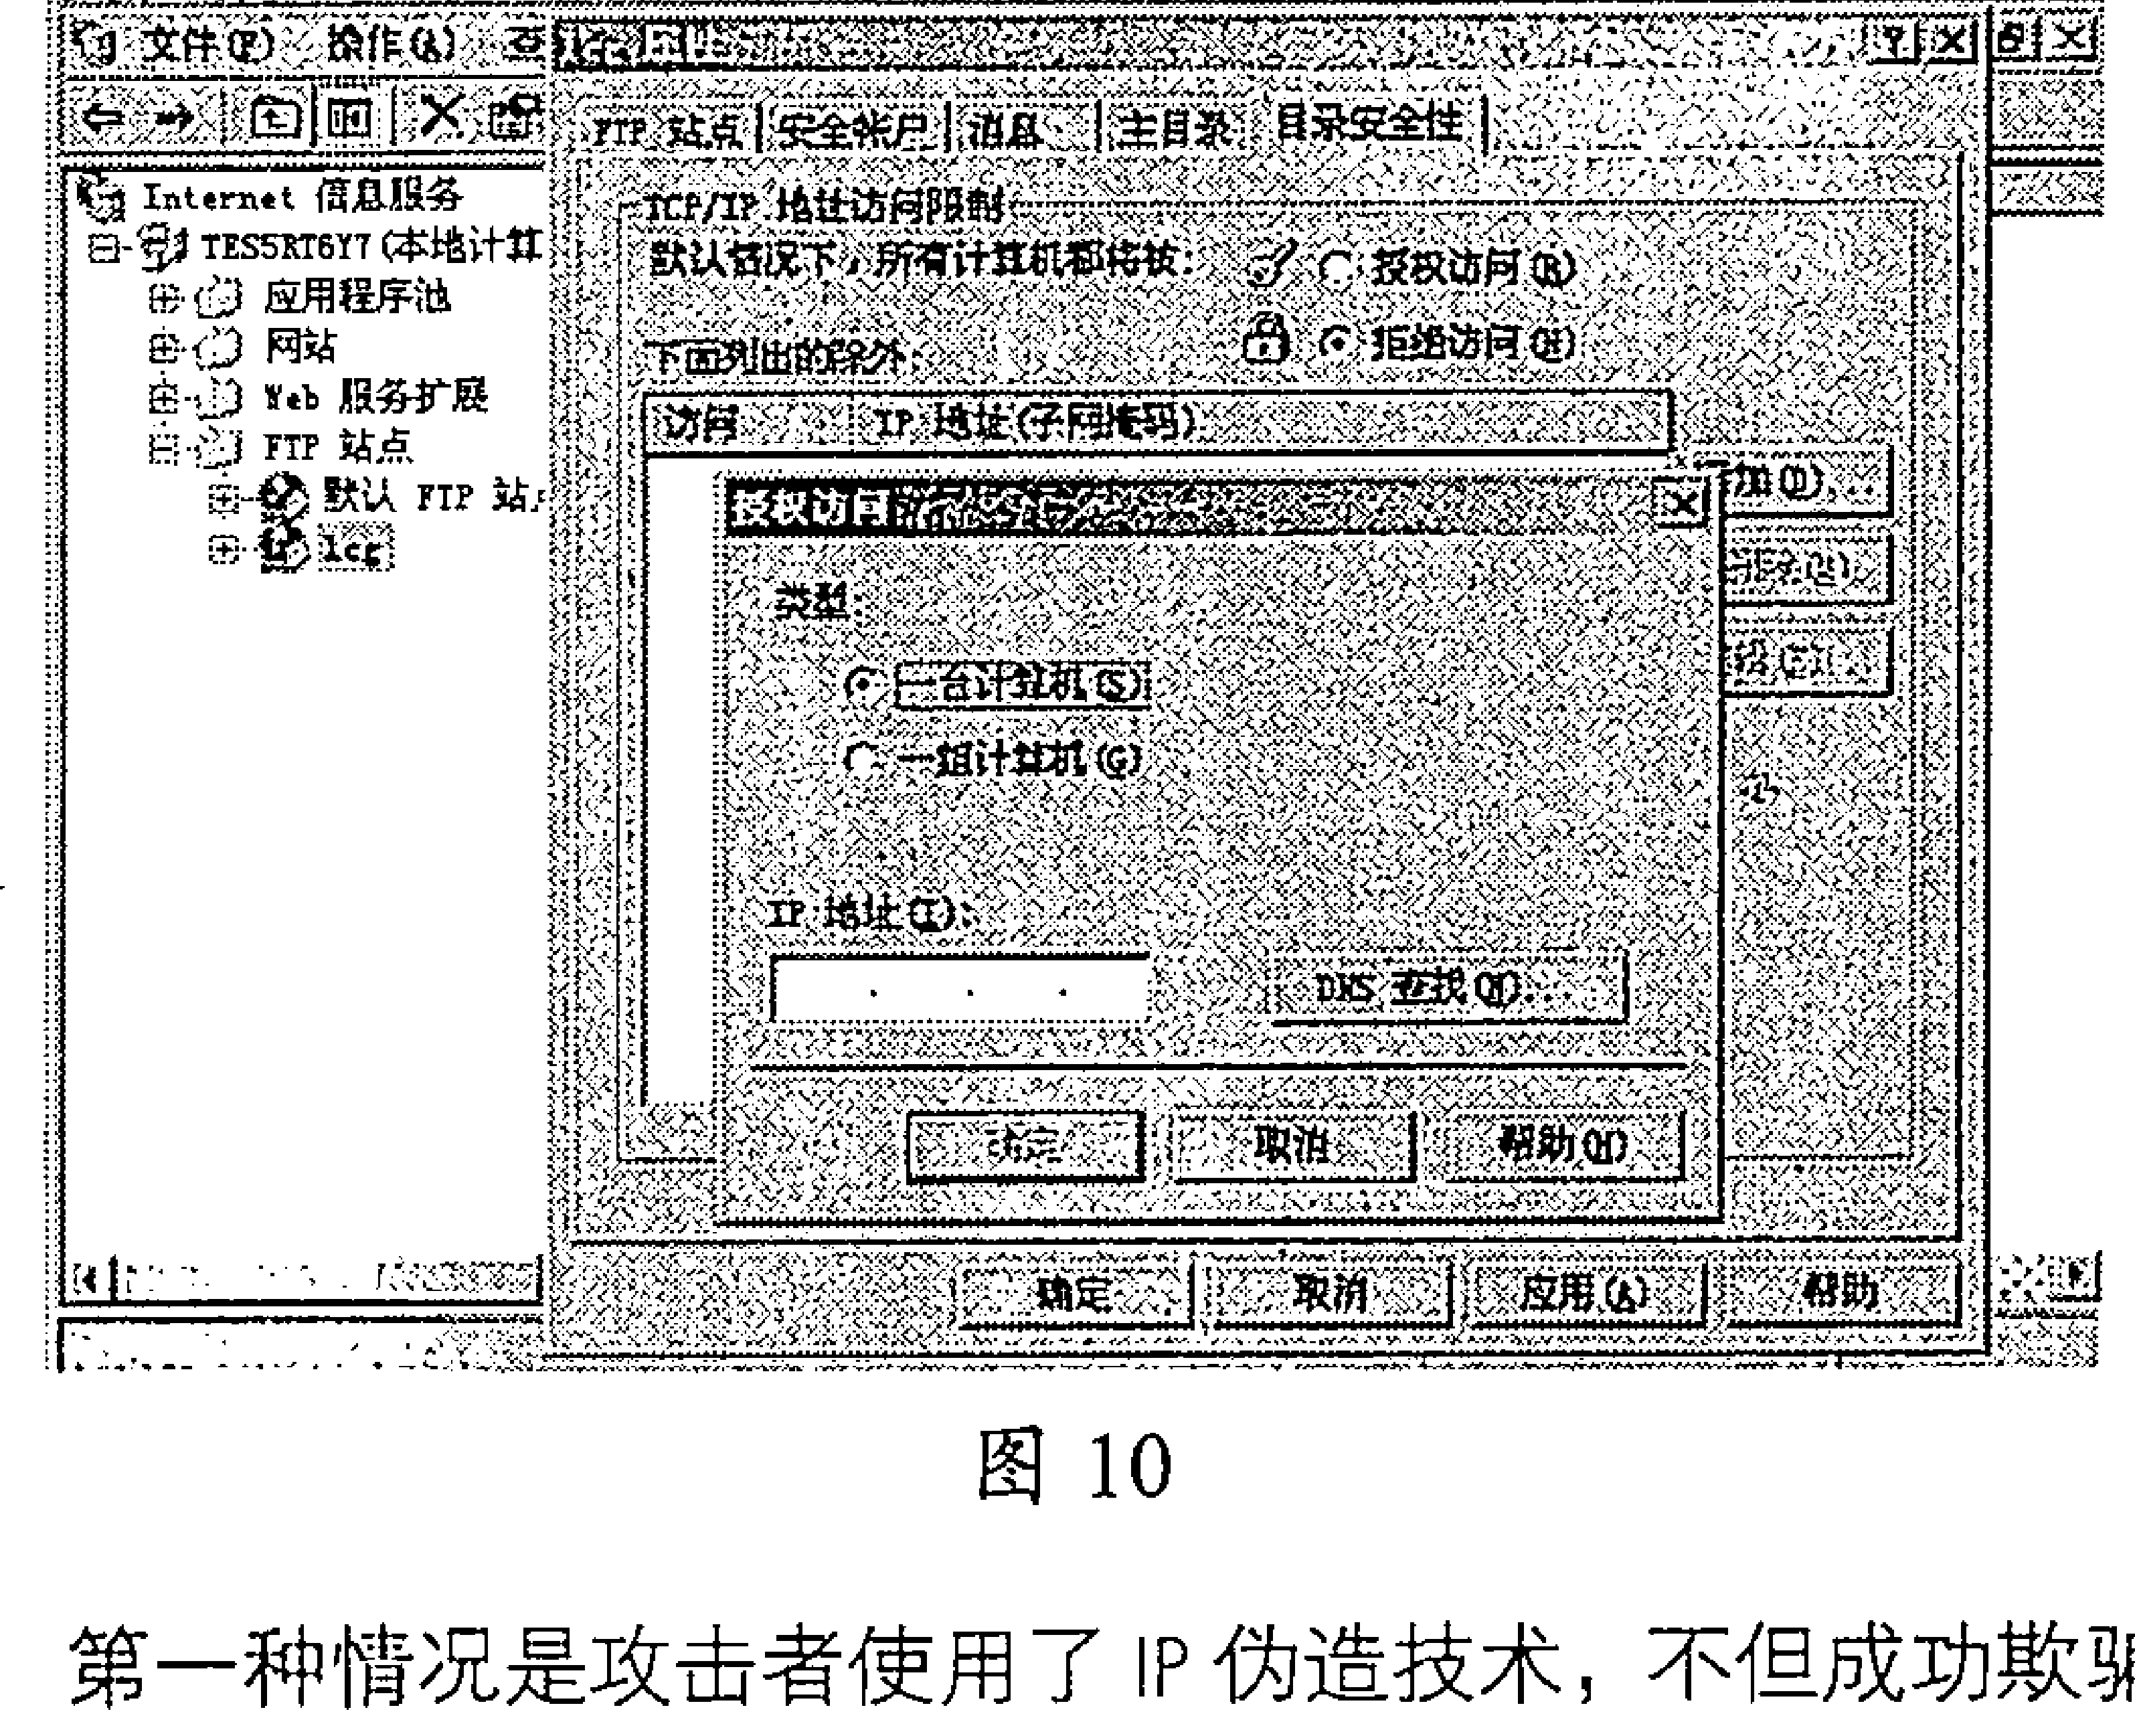 文件(F) 操作(A)
lcg 属性
FTP 站点 安全帐户 消息 主目录 目录安全性
Internet 信息服务
TES5RT6Y7(本地计算
应用程序池
网站
Web 服务扩展
FTP 站点
默认 FTP 站
lcg
TCP/IP 地址访问限制
默认情况下，所有计算机都将被: 授权访问(R)
拒绝访问(N)
下面列出的除外:
访问 IP 地址(子网掩码)
加(D)...
授权访问
类型:
一台计算机(S)
一组计算机(G)
IP 地址(I):
DNS 查找(N)...
确定 取消 帮助(H)
确定 取消 应用(A) 帮助
图 10
第一种情况是攻击者使用了 IP 伪造技术，不但成功欺骗